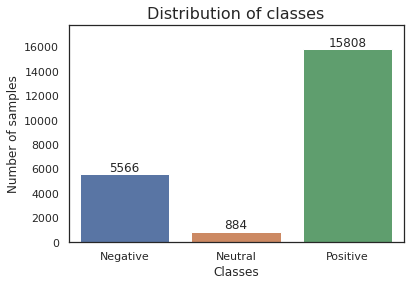 Distribution of classes
Number of samples
16000
14000
12000
10000
8000
6000
4000
2000
0
5566
884
15808
Negative
Neutral
Positive
Classes